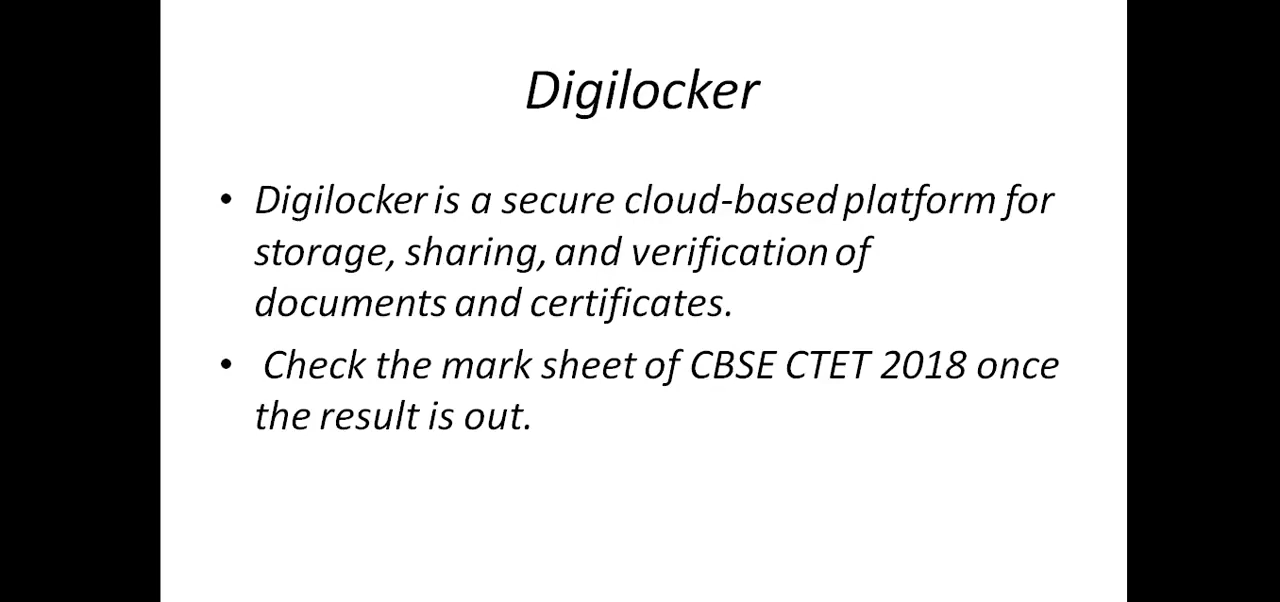 Digilocker
• Digilocker is a secure cloud-based platform for
storage, sharing, and verification of
documents and certificates.
• Check the mark sheet of CBSE CTET 2018 once
the result is out.